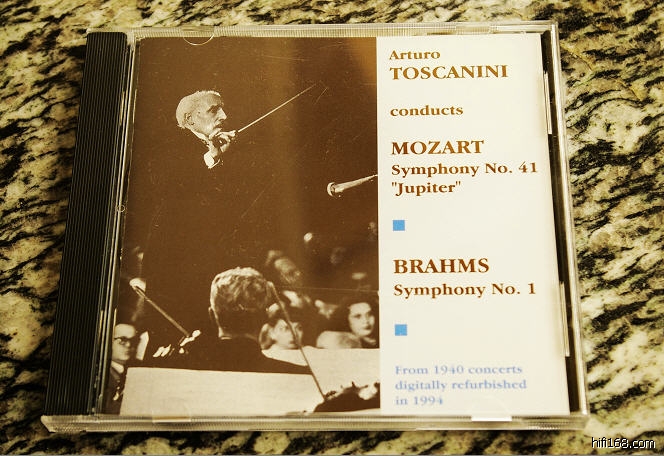 Arturo
TOSCANINI
conducts
MOZART
Symphony No. 41
"Jupiter"
BRAHMS
Symphony No. 1
From 1940 concerts
digitally refurbished
in 1994
hifi168.com